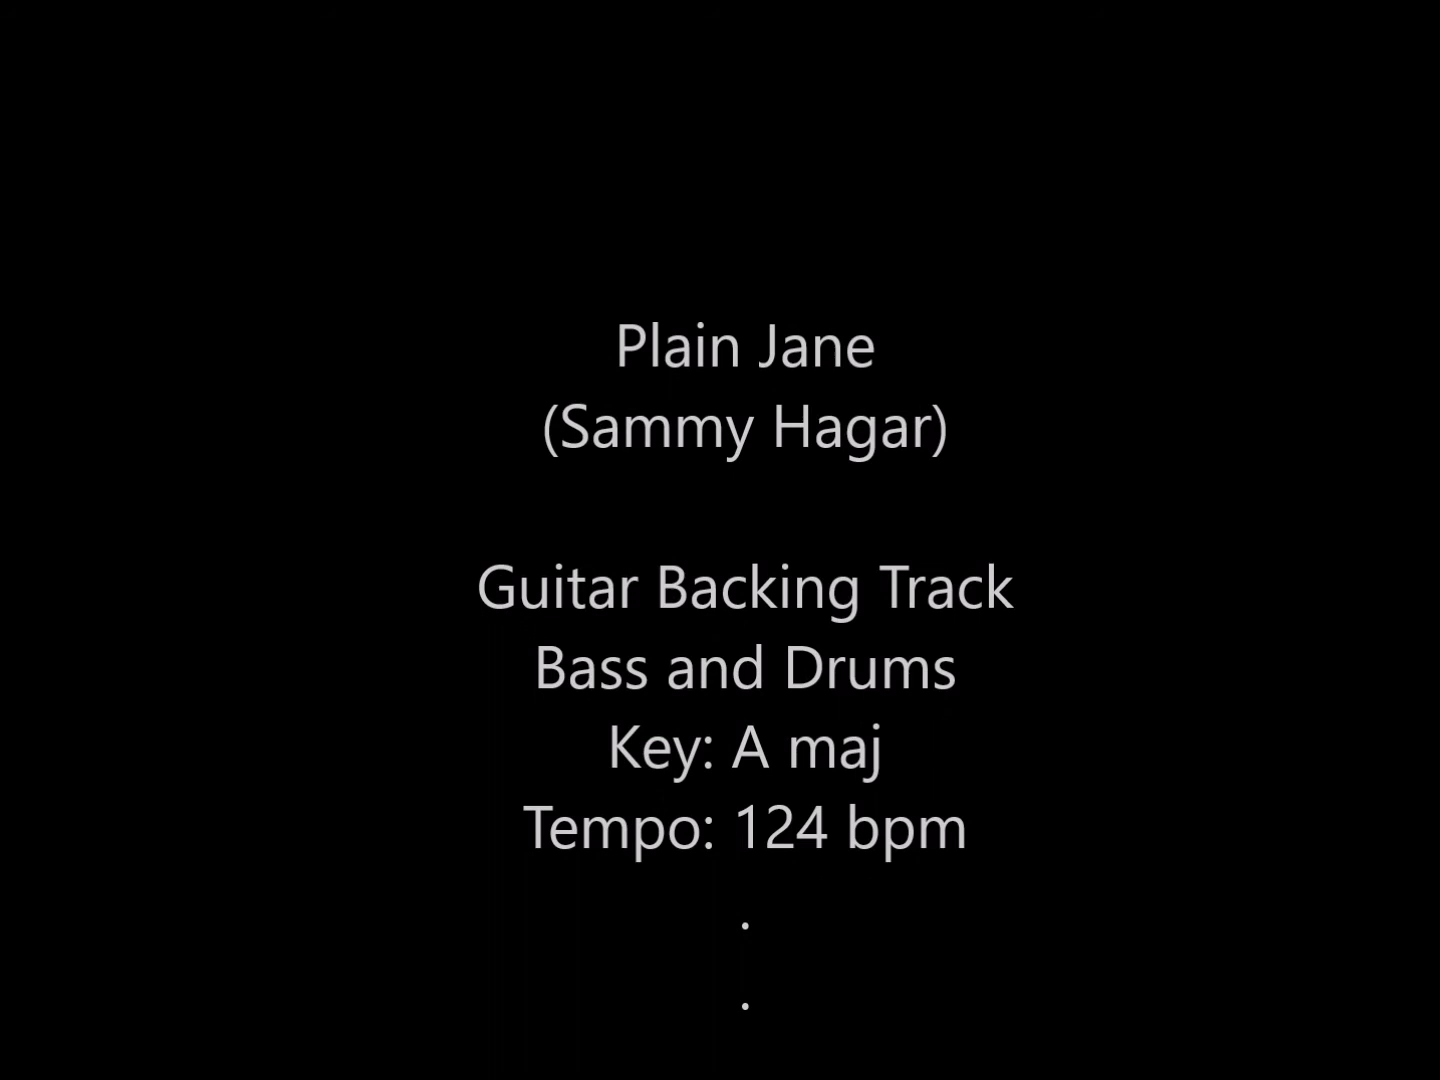 Plain Jane
(Sammy Hagar)
Guitar Backing Track
Bass and Drums
Key: A maj
Tempo: 124 bpm
.
.